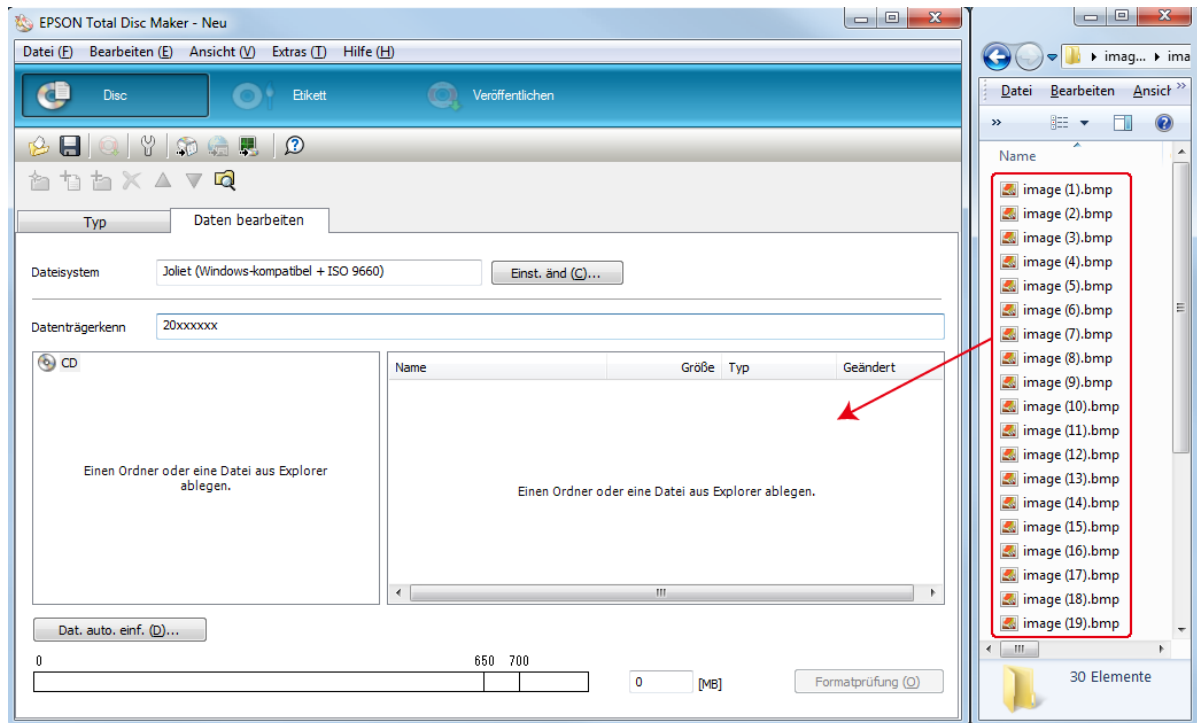 EPSON Total Disc Maker - Neu
Datei (F) Bearbeiten (E) Ansicht (V) Extras (T) Hilfe (H)
Disc Etikett Veröffentlichen
Typ Daten bearbeiten
Dateisystem Joliet (Windows-kompatibel + ISO 9660) Einst. änd (C)...
Datenträgerkenn 20xxxxxx
CD
Einen Ordner oder eine Datei aus Explorer
ablegen.
Name Größe Typ Geändert
Einen Ordner oder eine Datei aus Explorer ablegen.
Dat. auto. einf. (D)...
0 650 700
0 [MB] Formatprüfung (O)
imag... ima
Datei Bearbeiten Ansich »
»
Name
image (1).bmp
image (2).bmp
image (3).bmp
image (4).bmp
image (5).bmp
image (6).bmp
image (7).bmp
image (8).bmp
image (9).bmp
image (10).bmp
image (11).bmp
image (12).bmp
image (13).bmp
image (14).bmp
image (15).bmp
image (16).bmp
image (17).bmp
image (18).bmp
image (19).bmp
30 Elemente